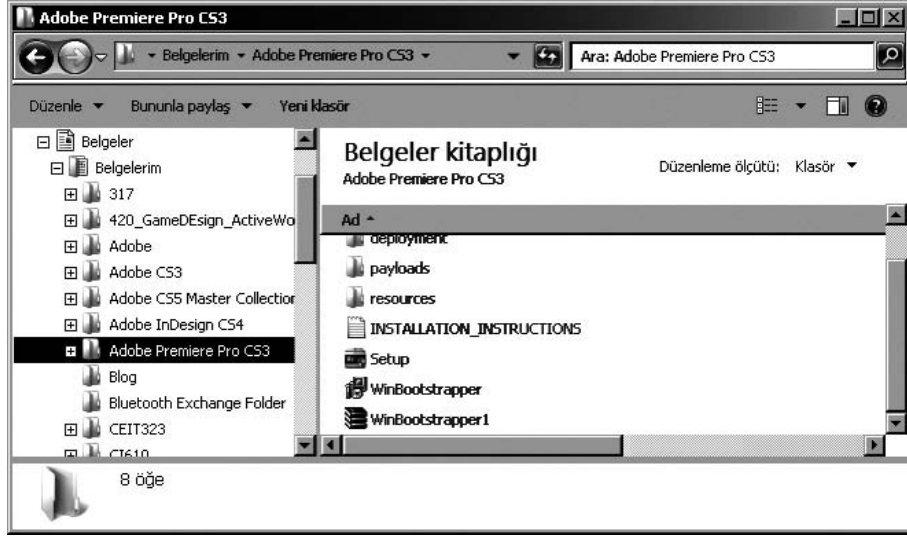 Adobe Premiere Pro CS3
Belgelerim Adobe Premiere Pro CS3
Ara: Adobe Premiere Pro CS3
Düzenle Bununla paylaş Yeni klasör
Belgeler
Belgelerim
317
420_GameDEsign_ActiveWo
Adobe
Adobe CS3
Adobe CS5 Master Collection
Adobe InDesign CS4
Adobe Premiere Pro CS3
Blog
Bluetooth Exchange Folder
CEIT323
CI610
Belgeler kitaplığı
Adobe Premiere Pro CS3
Düzenleme ölçütü: Klasör
Ad
deployment
payloads
resources
INSTALLATION_INSTRUCTIONS
Setup
WinBootstrapper
WinBootstrapper1
8 öğe